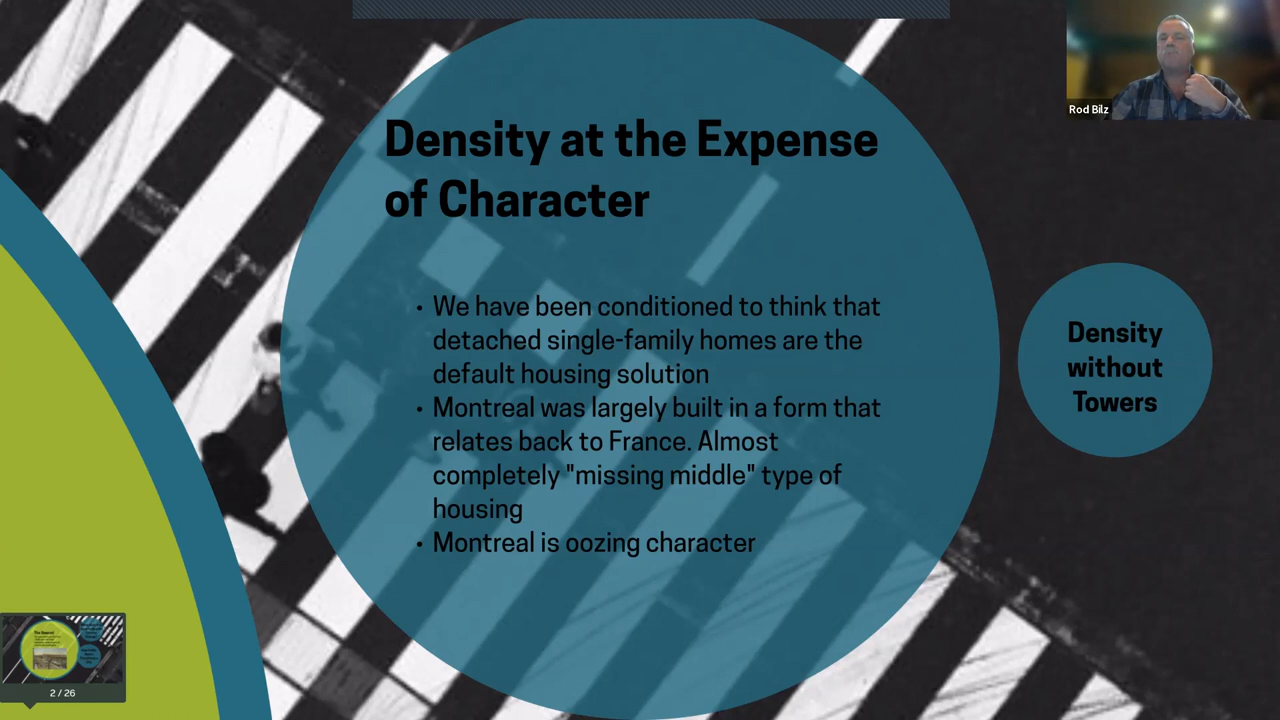 Density at the Expense
of Character
• We have been conditioned to think that
detached single-family homes are the
default housing solution
• Montreal was largely built in a form that
relates back to France. Almost
completely "missing middle" type of
housing
• Montreal is oozing character
Density
without
Towers
Rod Bilz
2 / 26